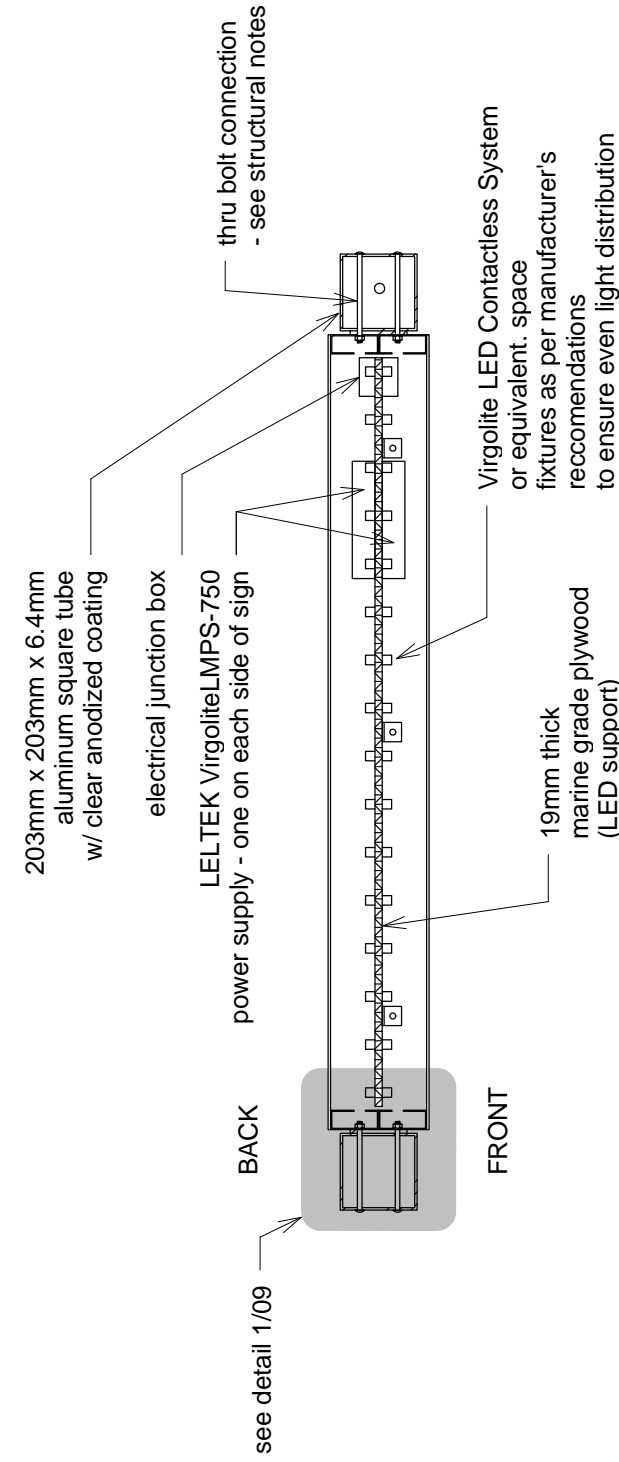 203mm x 203mm x 6.4mm
aluminum square tube
w/ clear anodized coating
electrical junction box
LELTEK VirgoliteLMPS-750
power supply - one on each side of sign
thru bolt connection
- see structural notes
see detail 1/09
BACK
FRONT
19mm thick
marine grade plywood
(LED support)
Virgolite LED Contactless System
or equivalent. space
fixtures as per manufacturer's
reccomendations
to ensure even light distribution